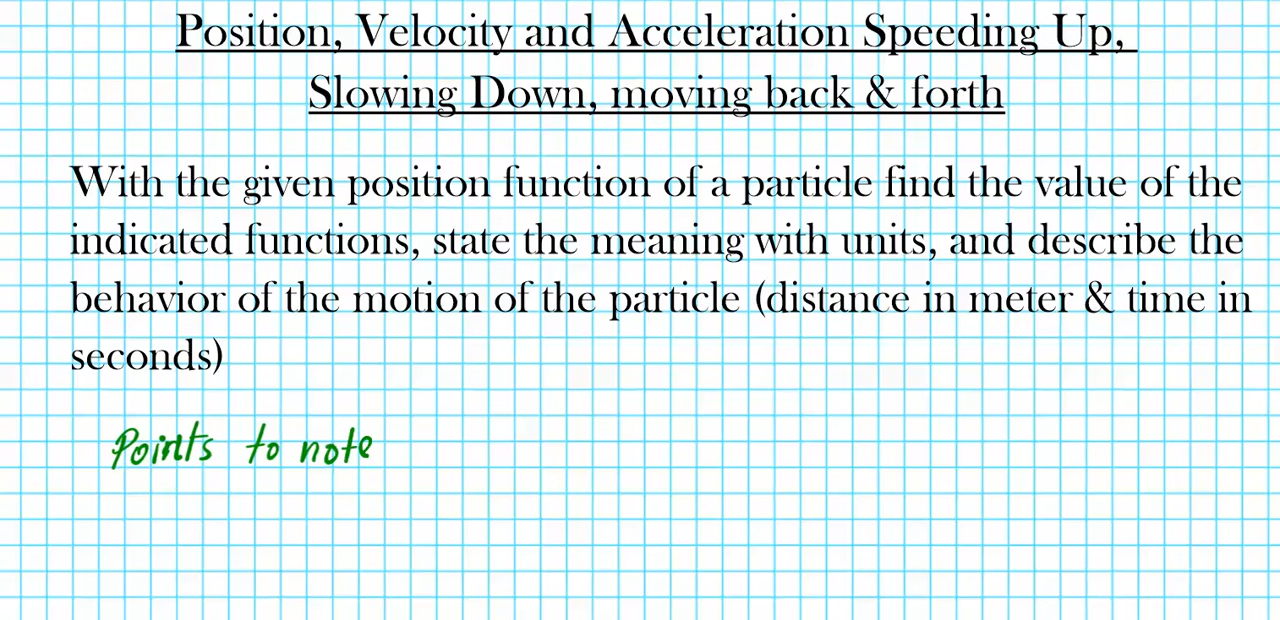 Position, Velocity and Acceleration Speeding Up,
Slowing Down, moving back & forth
With the given position function of a particle find the value of the
indicated functions, state the meaning with units, and describe the
behavior of the motion of the particle (distance in meter & time in
seconds)
Points to note